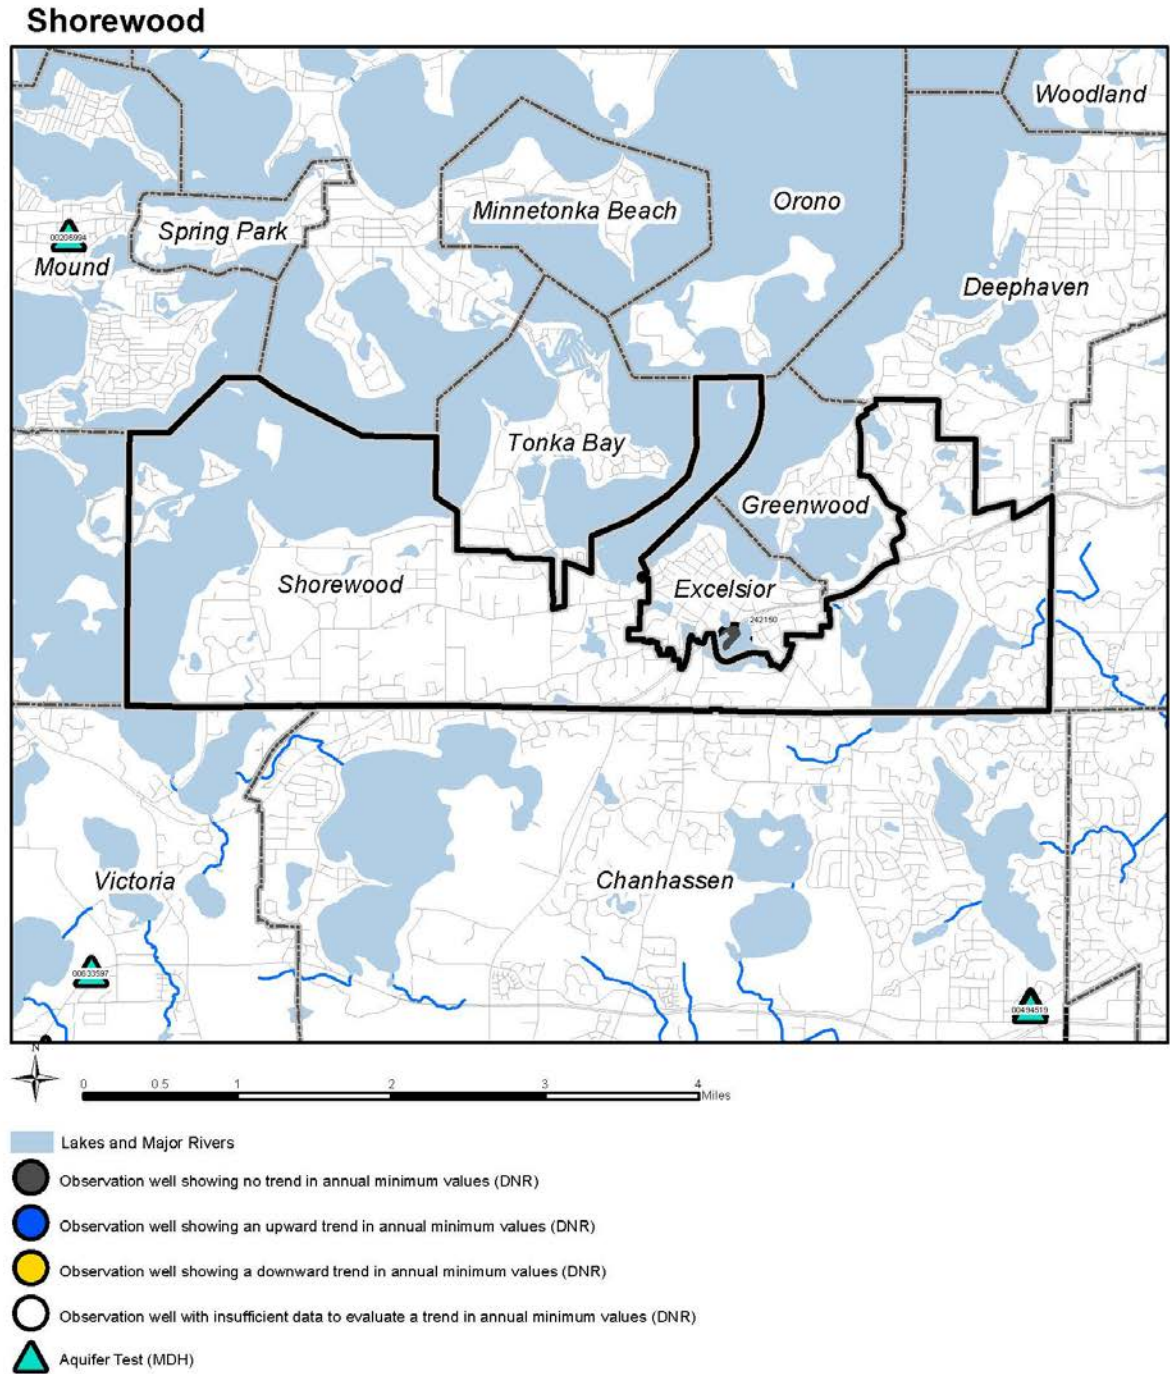 Shorewood
Woodland
Orono
Minnetonka Beach
Spring Park
00208994
Mound
Deephaven
Tonka Bay
Greenwood
Shorewood
Excelsior
242150
Victoria
Chanhassen
00633597
00494519
N
0 0.5 1 2 3 4
Miles
Lakes and Major Rivers
Observation well showing no trend in annual minimum values (DNR)
Observation well showing an upward trend in annual minimum values (DNR)
Observation well showing a downward trend in annual minimum values (DNR)
Observation well with insufficient data to evaluate a trend in annual minimum values (DNR)
Aquifer Test (MDH)